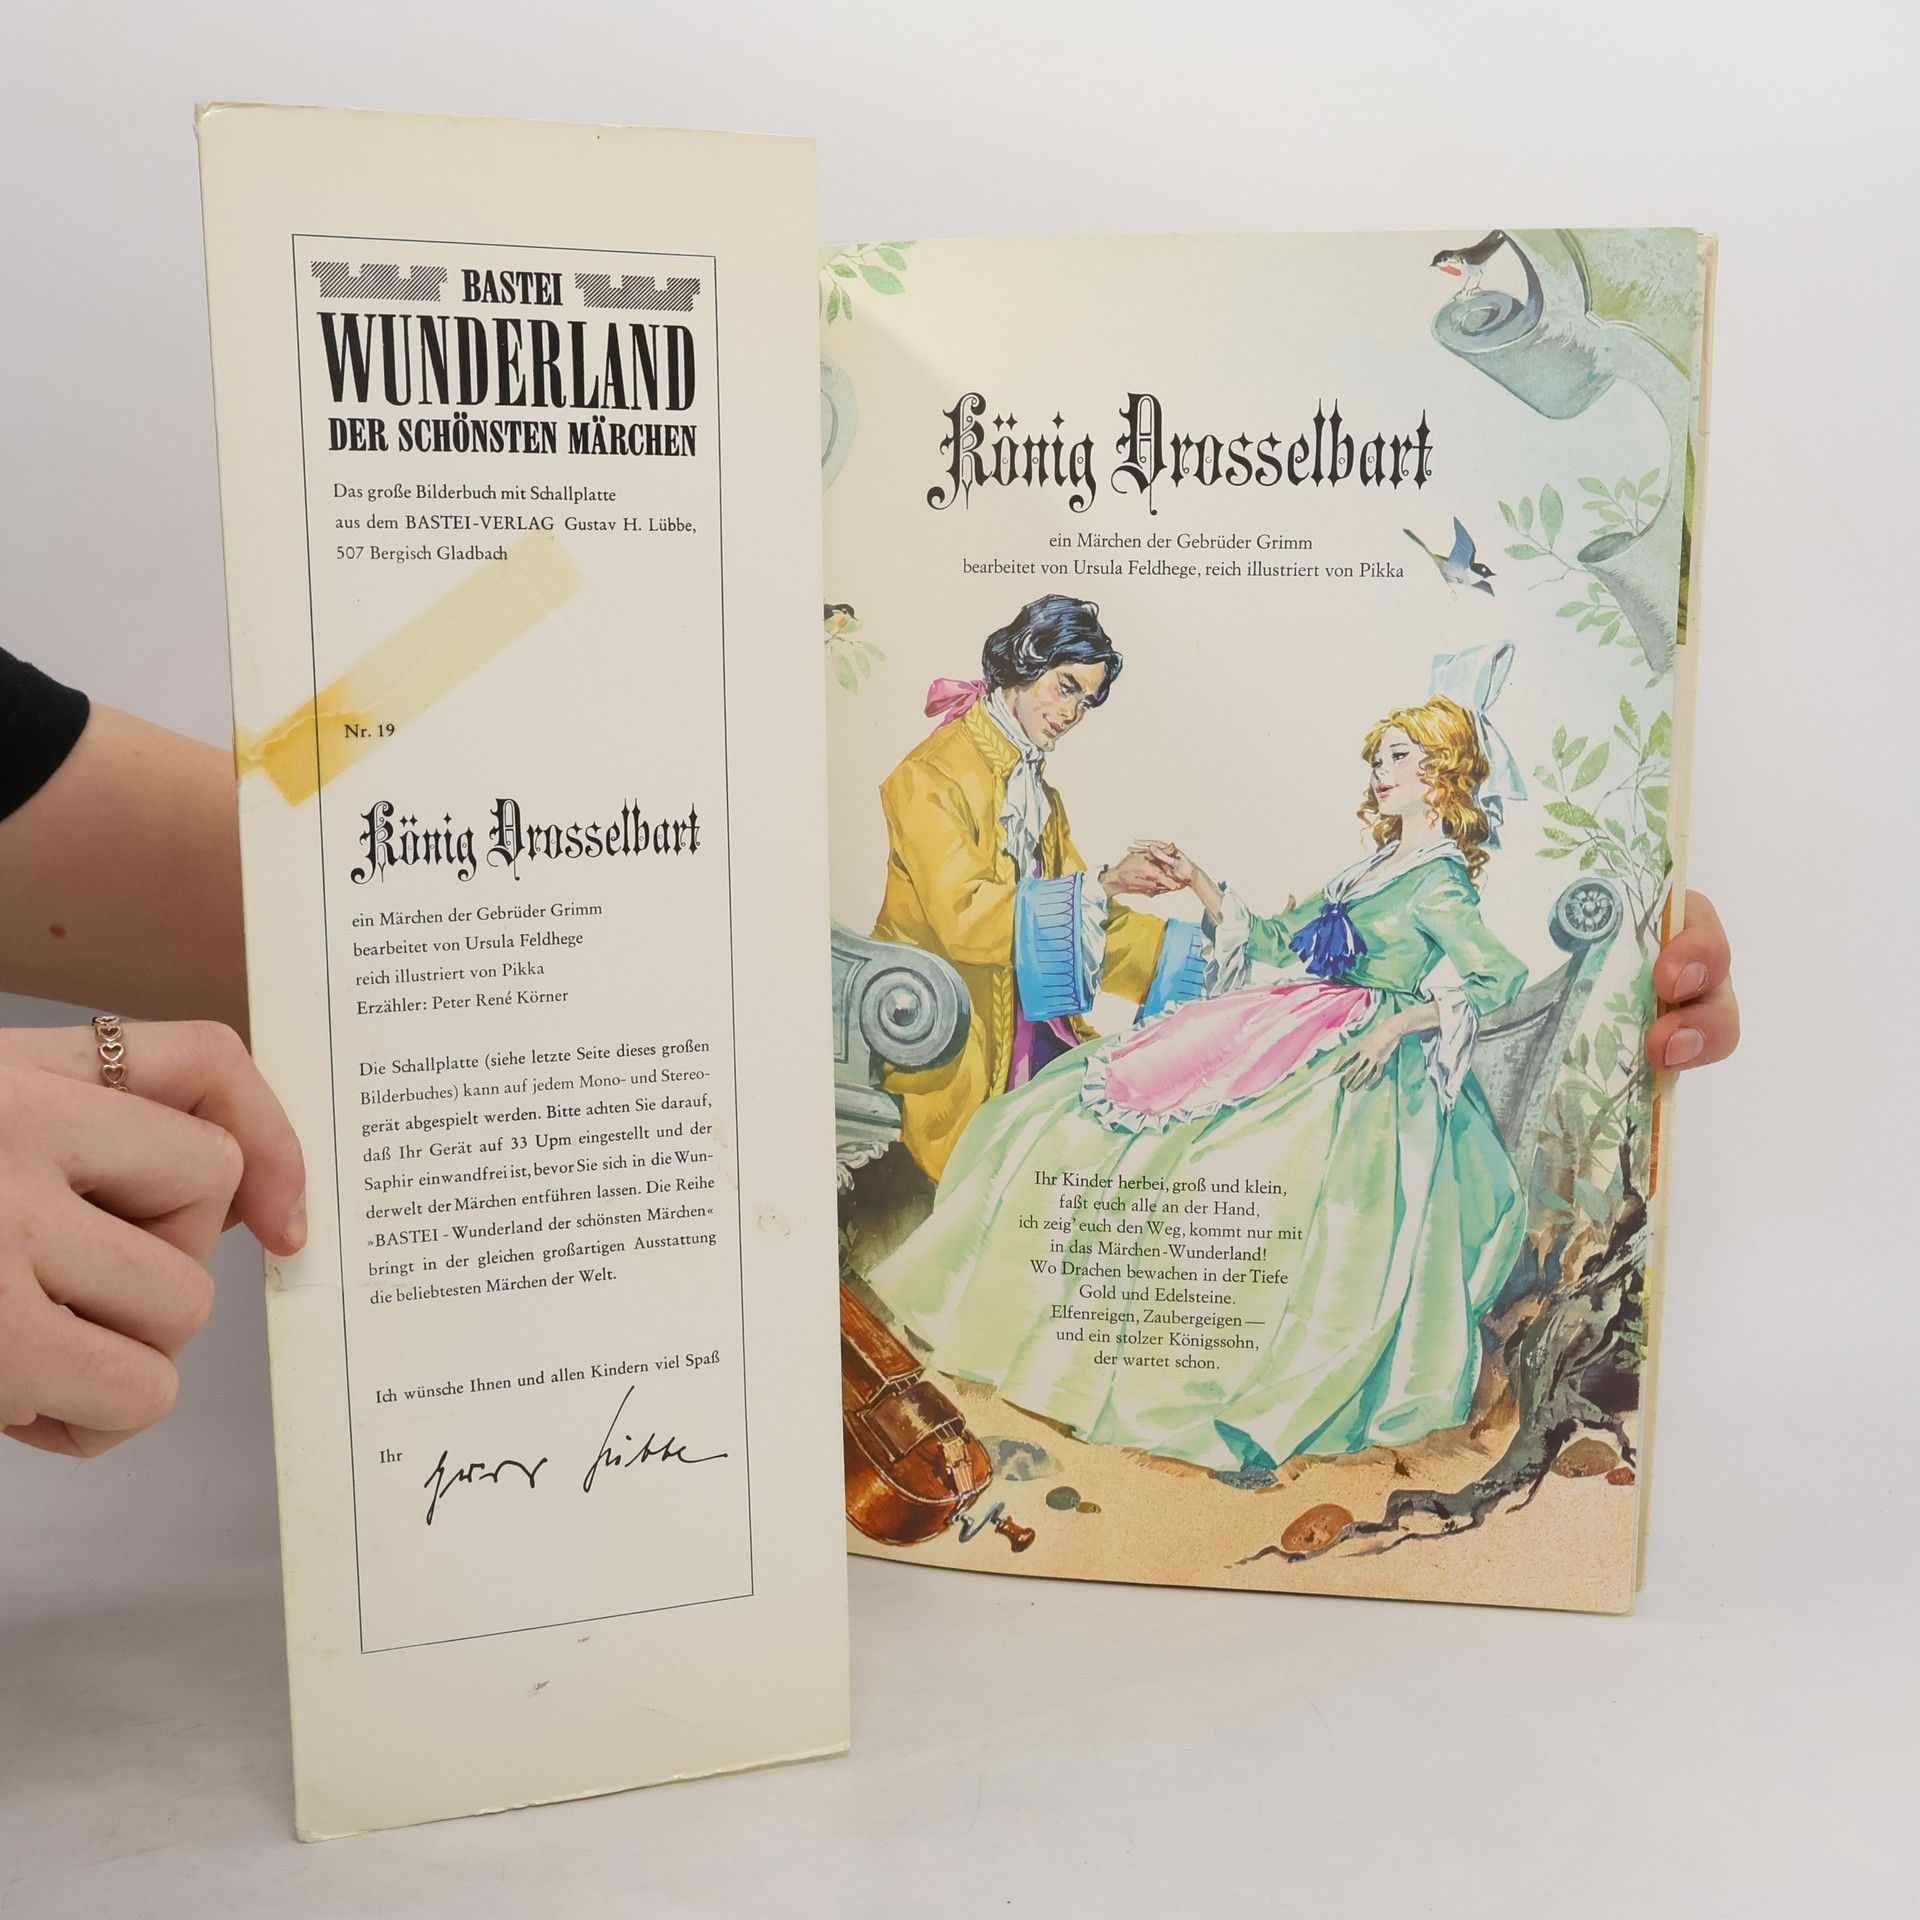 BASTEI
WUNDERLAND
DER SCHÖNSTEN MÄRCHEN
Das große Bilderbuch mit Schallplatte
aus dem BASTEI-VERLAG Gustav H. Lübbe,
507 Bergisch Gladbach
Nr. 19
König Drosselbart
ein Märchen der Gebrüder Grimm
bearbeitet von Ursula Feldhege
reich illustriert von Pikka
Erzähler: Peter René Körner
Die Schallplatte (siehe letzte Seite dieses großen
Bilderbuches) kann auf jedem Mono- und Stereo-
gerät abgespielt werden. Bitte achten Sie darauf,
daß Ihr Gerät auf 33 Upm eingestellt und der
Saphir einwandfrei ist, bevor Sie sich in die Wun-
derwelt der Märchen entführen lassen. Die Reihe
»BASTEI - Wunderland der schönsten Märchen«
bringt in der gleichen großartigen Ausstattung
die beliebtesten Märchen der Welt.
Ich wünsche Ihnen und allen Kindern viel Spaß
Ihr
Lübbe
König Drosselbart
ein Märchen der Gebrüder Grimm
bearbeitet von Ursula Feldhege, reich illustriert von Pikka
Ihr Kinder herbei, groß und klein,
faßt euch alle an der Hand,
ich zeig' euch den Weg, kommt nur mit
in das Märchen-Wunderland!
Wo Drachen bewachen in der Tiefe
Gold und Edelsteine.
Elfenreigen, Zaubergeigen —
und ein stolzer Königssohn,
der wartet schon.